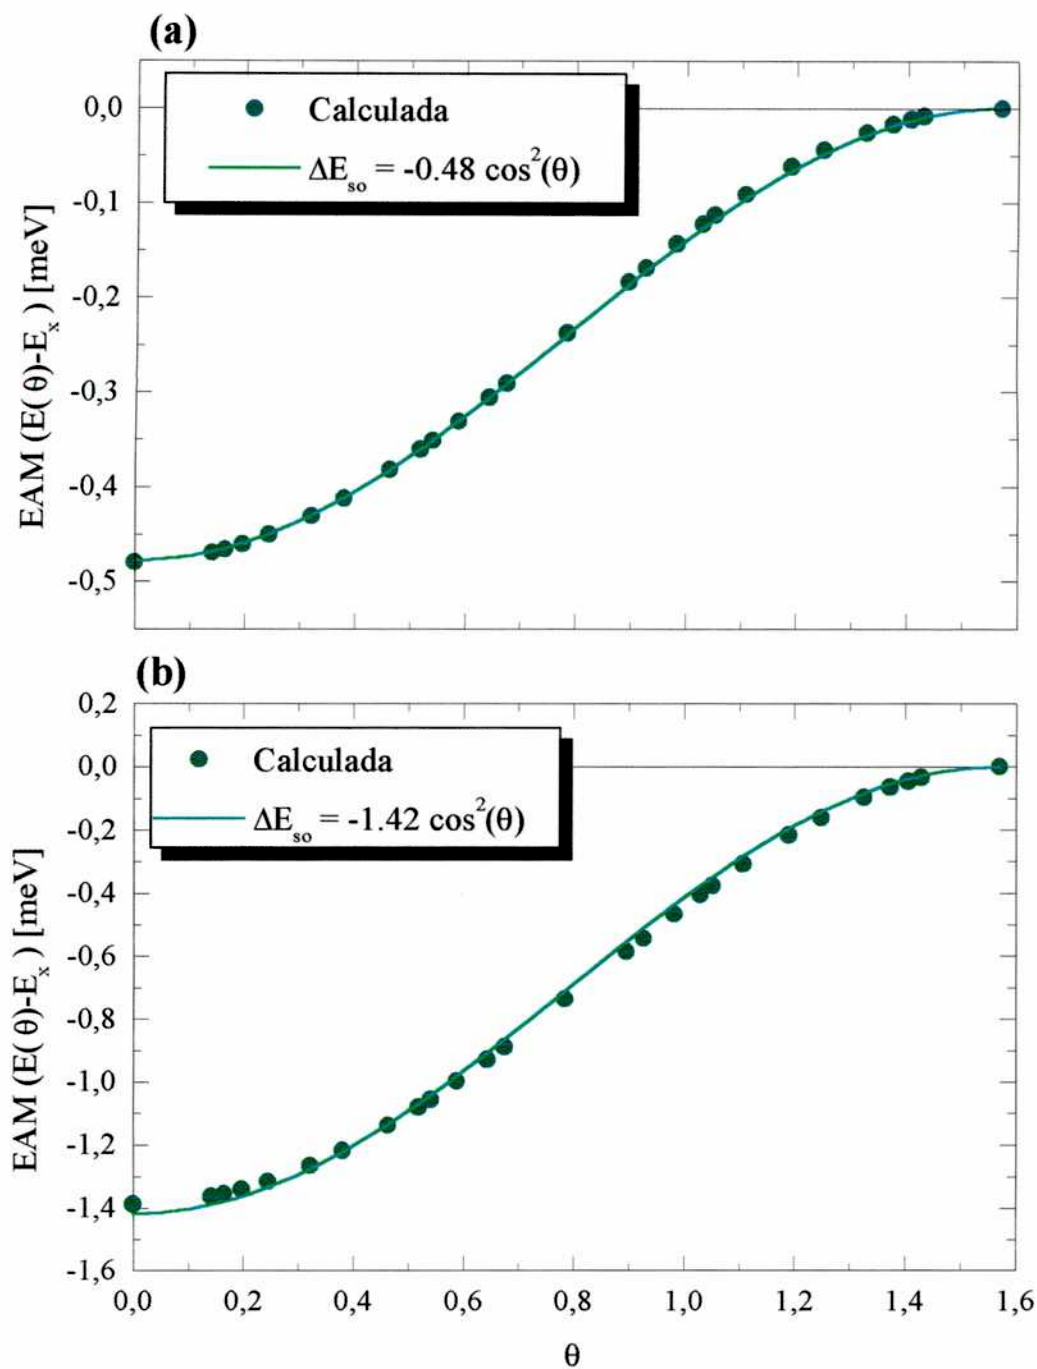 (a)
Calculada
ΔE_so = -0.48 cos²(θ)
0,0
-0,1
-0,2
-0,3
-0,4
-0,5
EAM (E(θ)-E_x) [meV]
(b)
Calculada
ΔE_so = -1.42 cos²(θ)
0,2
0,0
-0,2
-0,4
-0,6
-0,8
-1,0
-1,2
-1,4
-1,6
EAM (E(θ)-E_x) [meV]
0,0 0,2 0,4 0,6 0,8 1,0 1,2 1,4 1,6
θ